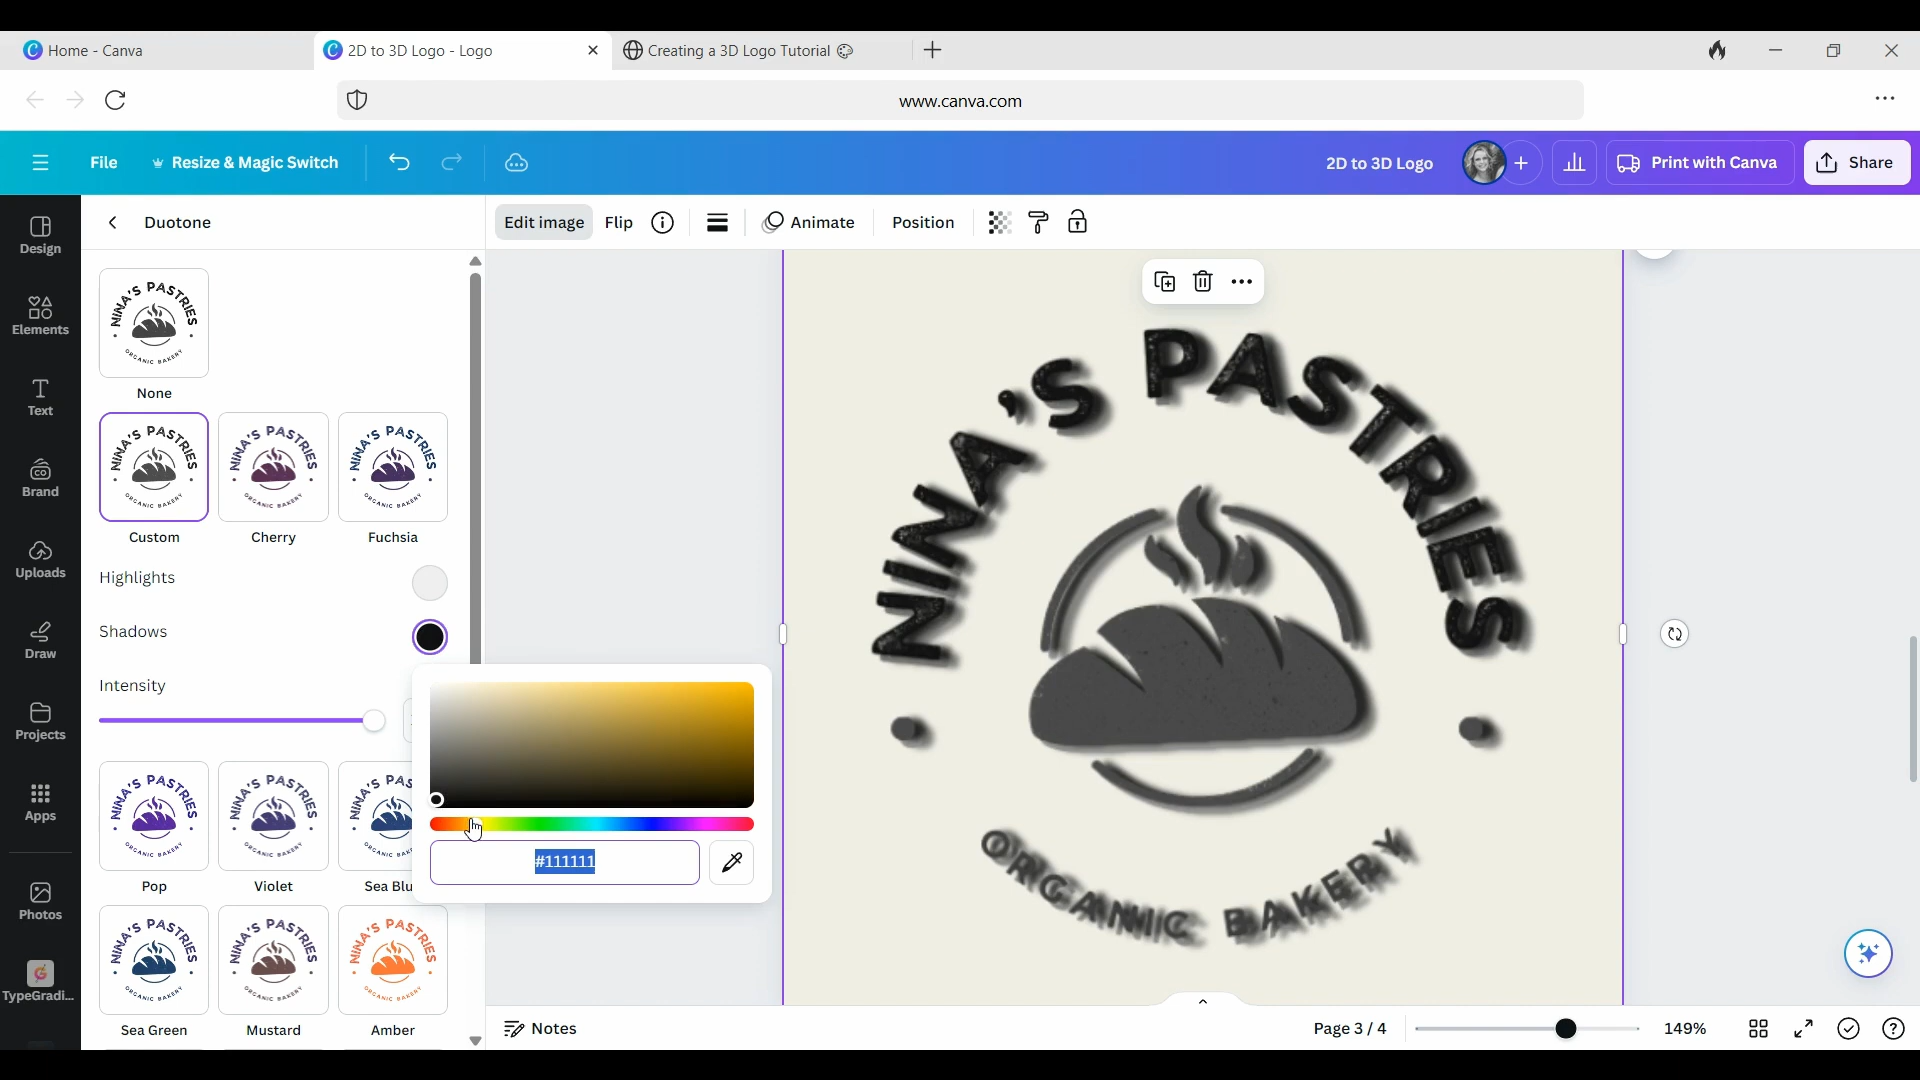 Home - Canva
2D to 3D Logo - Logo
Creating a 3D Logo Tutorial
www.canva.com
File
Resize & Magic Switch
2D to 3D Logo
Print with Canva
Share
Design
Elements
Text
Brand
Uploads
Draw
Projects
Apps
Photos
TypeGradi...
Duotone
NINA'S PASTRIES
ORGANIC BAKERY
None
NINA'S PASTRIES
ORGANIC BAKERY
NINA'S PASTRIES
ORGANIC BAKERY
NINA'S PASTRIES
ORGANIC BAKERY
Custom
Cherry
Fuchsia
Highlights
Shadows
Intensity
#111111
NINA'S PASTRIES
ORGANIC BAKERY
NINA'S PASTRIES
ORGANIC BAKERY
Pop
Violet
Sea Blu
NINA'S PASTRIES
ORGANIC BAKERY
NINA'S PASTRIES
ORGANIC BAKERY
NINA'S PASTRIES
ORGANIC BAKERY
Sea Green
Mustard
Amber
Edit image
Flip
Animate
Position
NINA'S PASTRIES
ORGANIC BAKERY
Notes
Page 3 / 4
149%